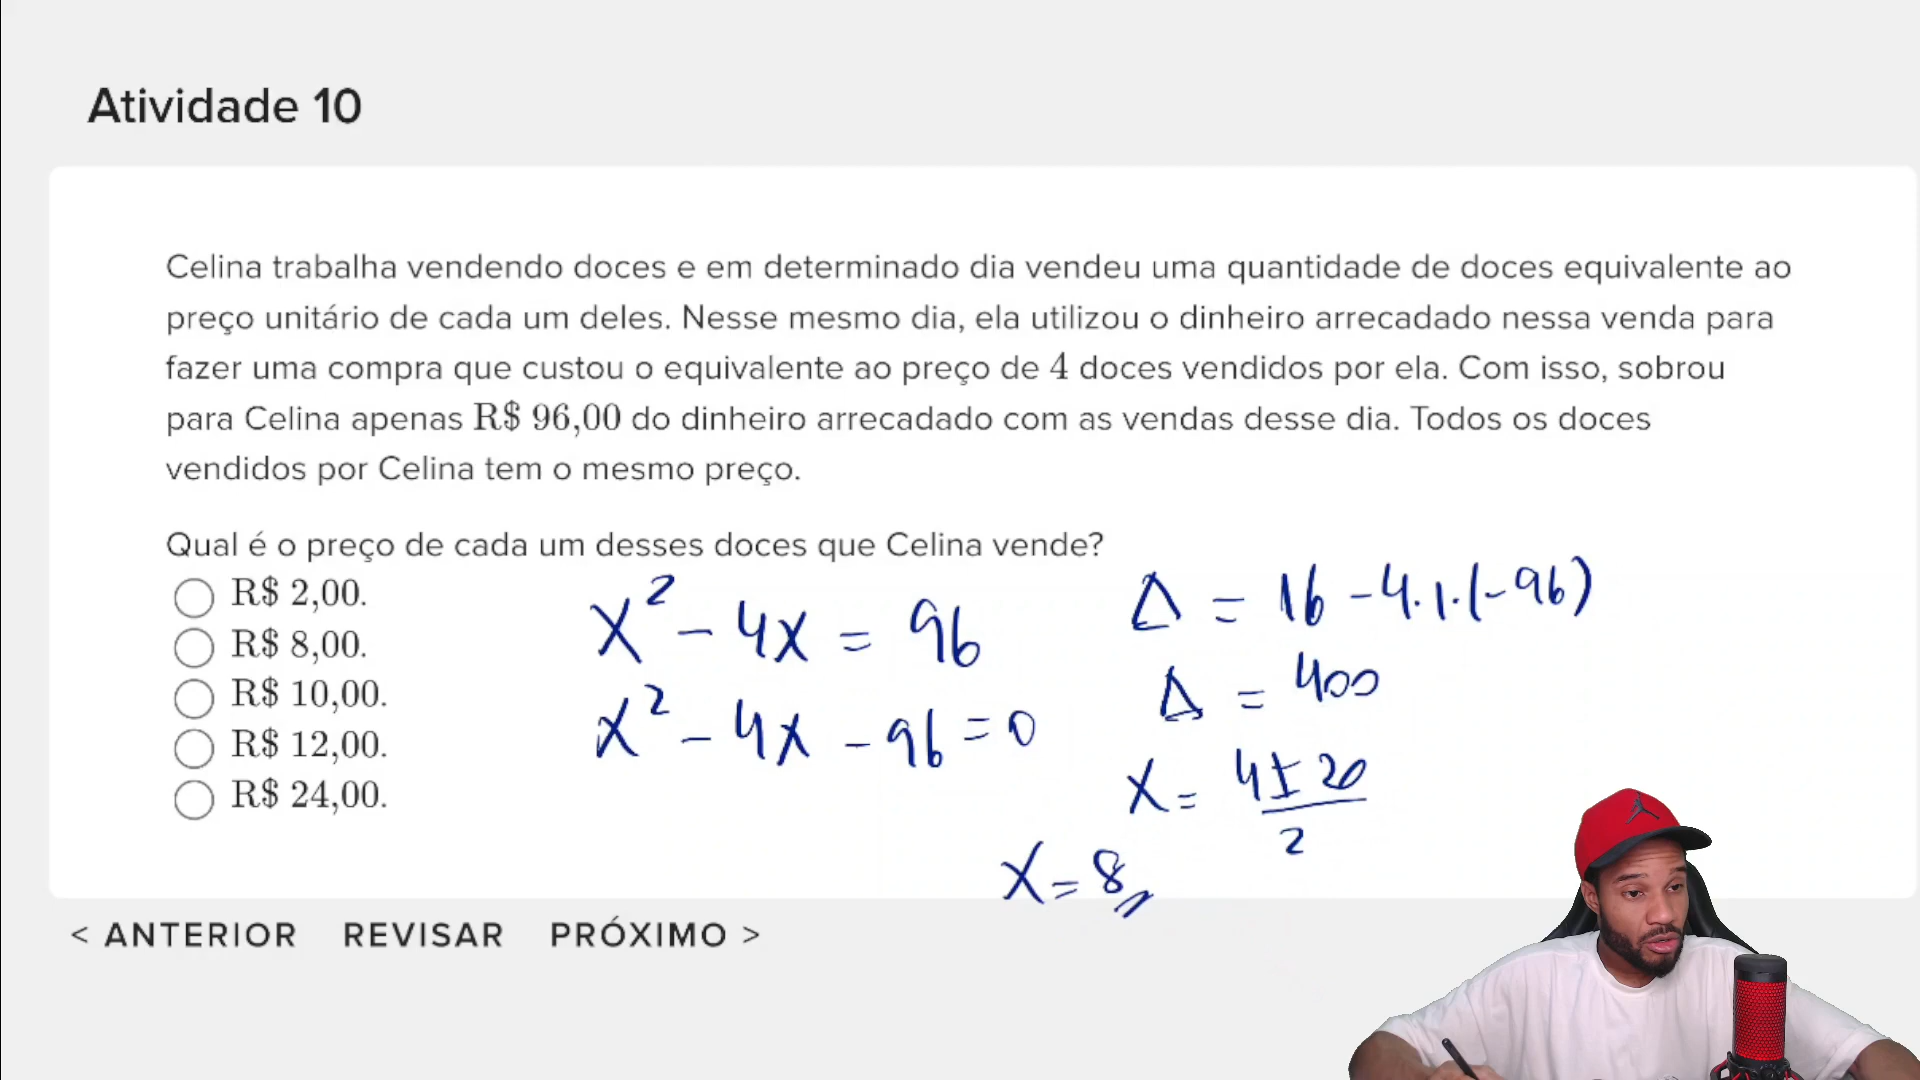 Atividade 10
Celina trabalha vendendo doces e em determinado dia vendeu uma quantidade de doces equivalente ao
preço unitário de cada um deles. Nesse mesmo dia, ela utilizou o dinheiro arrecadado nessa venda para
fazer uma compra que custou o equivalente ao preço de 4 doces vendidos por ela. Com isso, sobrou
para Celina apenas R$ 96,00 do dinheiro arrecadado com as vendas desse dia. Todos os doces
vendidos por Celina tem o mesmo preço.
Qual é o preço de cada um desses doces que Celina vende?
R$ 2,00.
R$ 8,00.
R$ 10,00.
R$ 12,00.
R$ 24,00.
x² - 4x = 96
x² - 4x - 96 = 0
Δ = 16 - 4.1.(-96)
Δ = 400
x = 4 ± 20
2
x = 8,,
< ANTERIOR REVISAR PRÓXIMO >